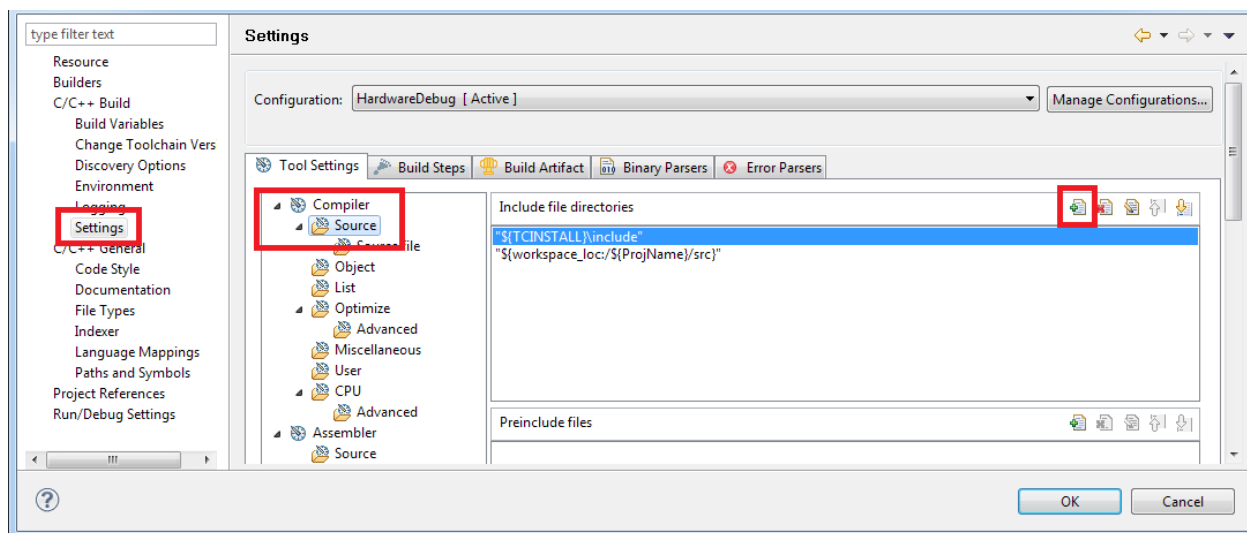 type filter text
Resource
Builders
C/C++ Build
Build Variables
Change Toolchain Vers
Discovery Options
Environment
Logging
Settings
C/C++ General
Code Style
Documentation
File Types
Indexer
Language Mappings
Paths and Symbols
Project References
Run/Debug Settings
Settings
Configuration:
HardwareDebug [ Active ]
Manage Configurations...
Tool Settings
Build Steps
Build Artifact
Binary Parsers
Error Parsers
Compiler
Source
Source file
Object
List
Optimize
Advanced
Miscellaneous
User
CPU
Advanced
Assembler
Source
Include file directories
"${TCINSTALL}\include"
"${workspace_loc:/${ProjName}/src}"
Preinclude files
OK
Cancel